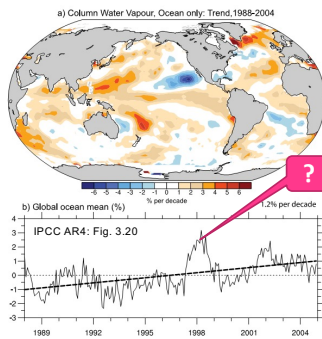 a) Column Water Vapour, Ocean only: Trend,1988-2004
-6 -5 -4 -3 -2 -1 0 1 2 3 4 5 6
% per decade
?
b) Global ocean mean (%)
1.2% per decade
4
IPCC AR4: Fig. 3.20
3
2
1
0
-1
-2
-3
1989 1992 1995 1998 2001 2004